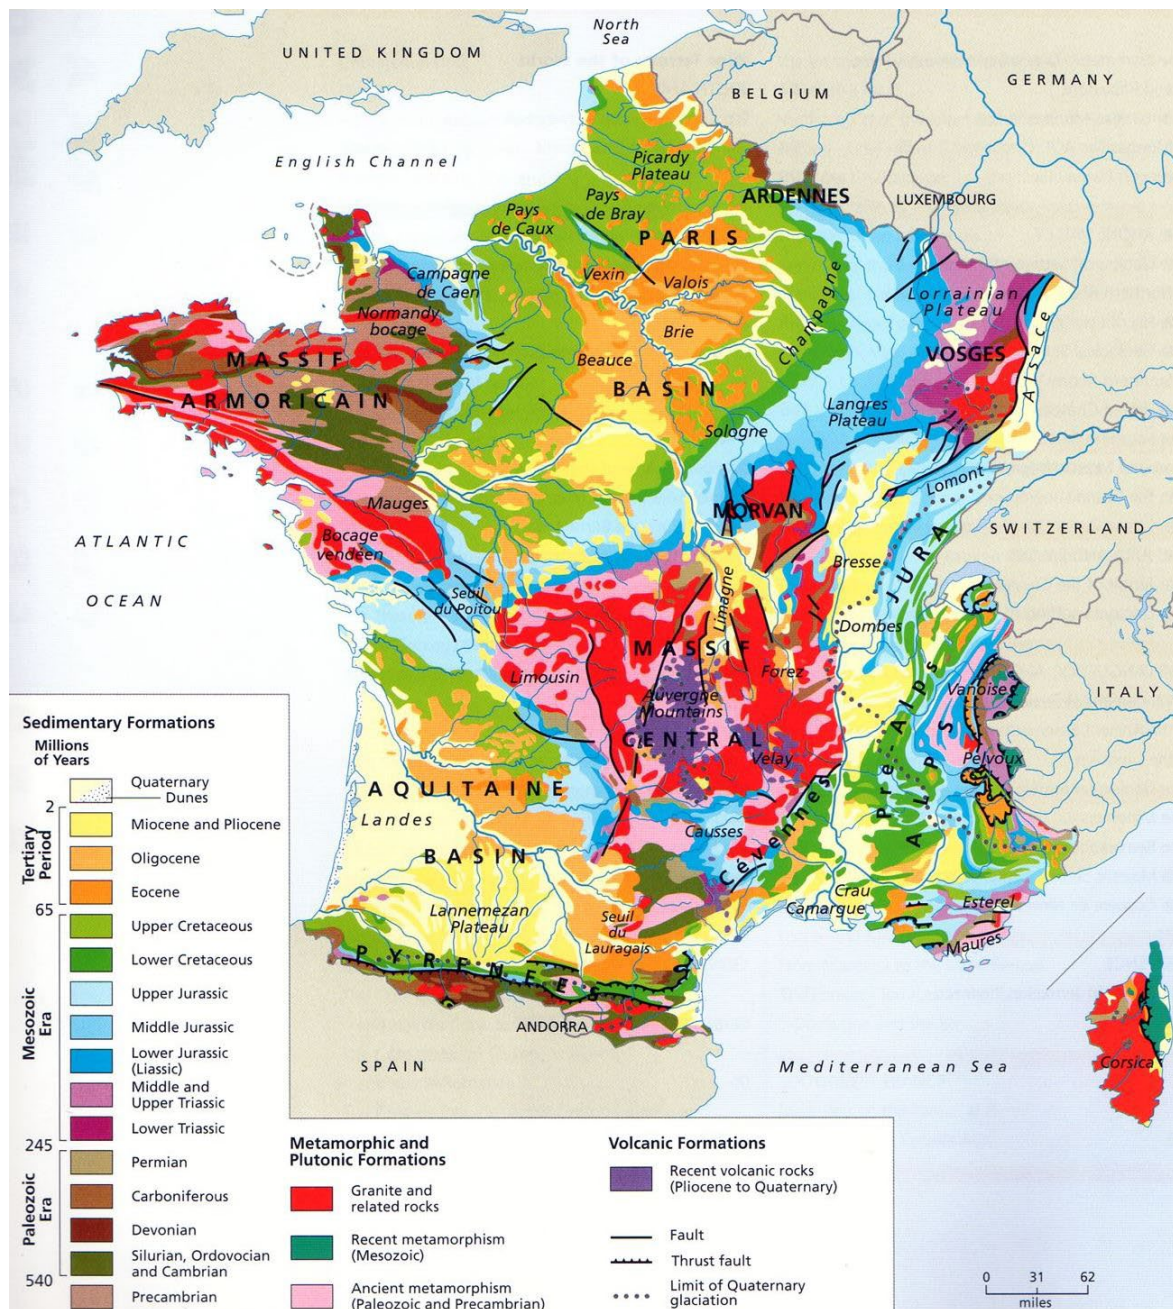 North
Sea
UNITED KINGDOM
GERMANY
BELGIUM
English Channel
Picardy
Plateau
ARDENNES
LUXEMBOURG
Pays
de Bray
Pays
de Caux
PARIS
Vexin
Valois
Campagne
de Caen
Normandy
bocage
Champagne
Lorrainian
Plateau
Brie
Alsace
MASSIF
Beauce
VOSGES
BASIN
ARMORICAIN
Langres
Plateau
Sologne
Lomont
Mauges
MORVAN
SWITZERLAND
ATLANTIC
OCEAN
Bocage
vendéen
Bresse
JURA
Seuil
du Poitou
Limagne
Dombes
MASSIF
Limousin
Forez
Auvergne
Mountains
Pre-Alps
Vanoise
ITALY
CENTRAL
ALPS
Velay
Pelvoux
AQUITAINE
Landes
Causses
Cévennes
BASIN
Crau
Camargue
Esterel
Lannemezan
Plateau
Seuil
du
Lauragais
Maures
PYRENEES
ANDORRA
SPAIN
Mediterranean Sea
Corsica
Sedimentary Formations
Millions
of Years
Quaternary
Dunes
2
Tertiary
Period
Miocene and Pliocene
Oligocene
Eocene
65
Mesozoic
Era
Upper Cretaceous
Lower Cretaceous
Upper Jurassic
Middle Jurassic
Lower Jurassic
(Liassic)
Middle and
Upper Triassic
Lower Triassic
245
Paleozoic
Era
Permian
Carboniferous
Devonian
Silurian, Ordovocian
and Cambrian
540
Precambrian
Metamorphic and
Plutonic Formations
Granite and
related rocks
Recent metamorphism
(Mesozoic)
Ancient metamorphism
(Paleozoic and Precambrian)
Volcanic Formations
Recent volcanic rocks
(Pliocene to Quaternary)
Fault
Thrust fault
Limit of Quaternary
glaciation
0 31 62
miles